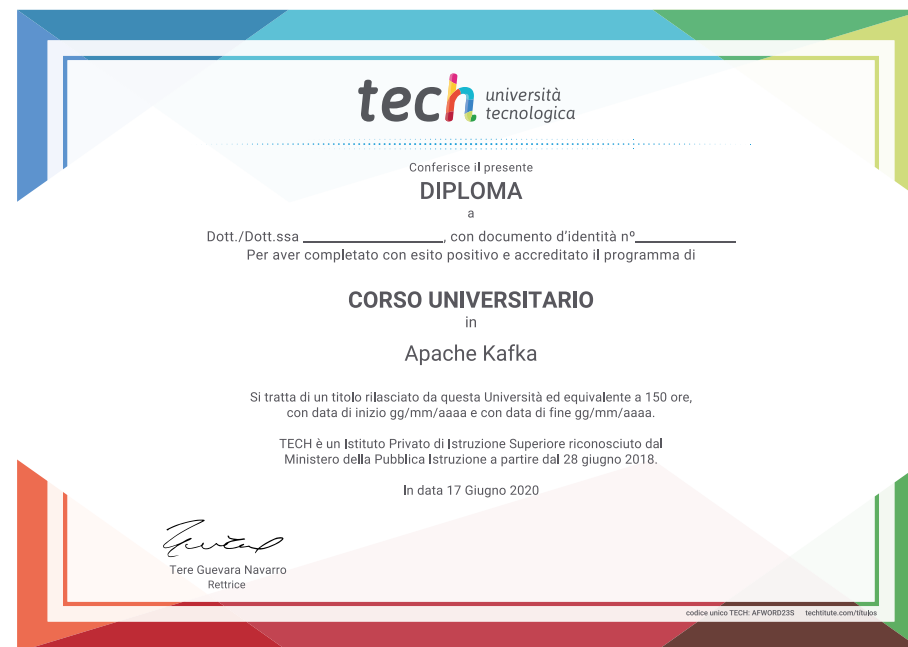 tech università
tecnologica
Conferisce il presente
DIPLOMA
a
Dott./Dott.ssa ____________________, con documento d'identità nº______________
Per aver completato con esito positivo e accreditato il programma di
CORSO UNIVERSITARIO
in
Apache Kafka
Si tratta di un titolo rilasciato da questa Università ed equivalente a 150 ore,
con data di inizio gg/mm/aaaa e con data di fine gg/mm/aaaa.
TECH è un Istituto Privato di Istruzione Superiore riconosciuto dal
Ministero della Pubblica Istruzione a partire dal 28 giugno 2018.
In data 17 Giugno 2020
Tere Guevara Navarro
Rettrice
codice unico TECH: AFWORD23S techtitute.com/titulos